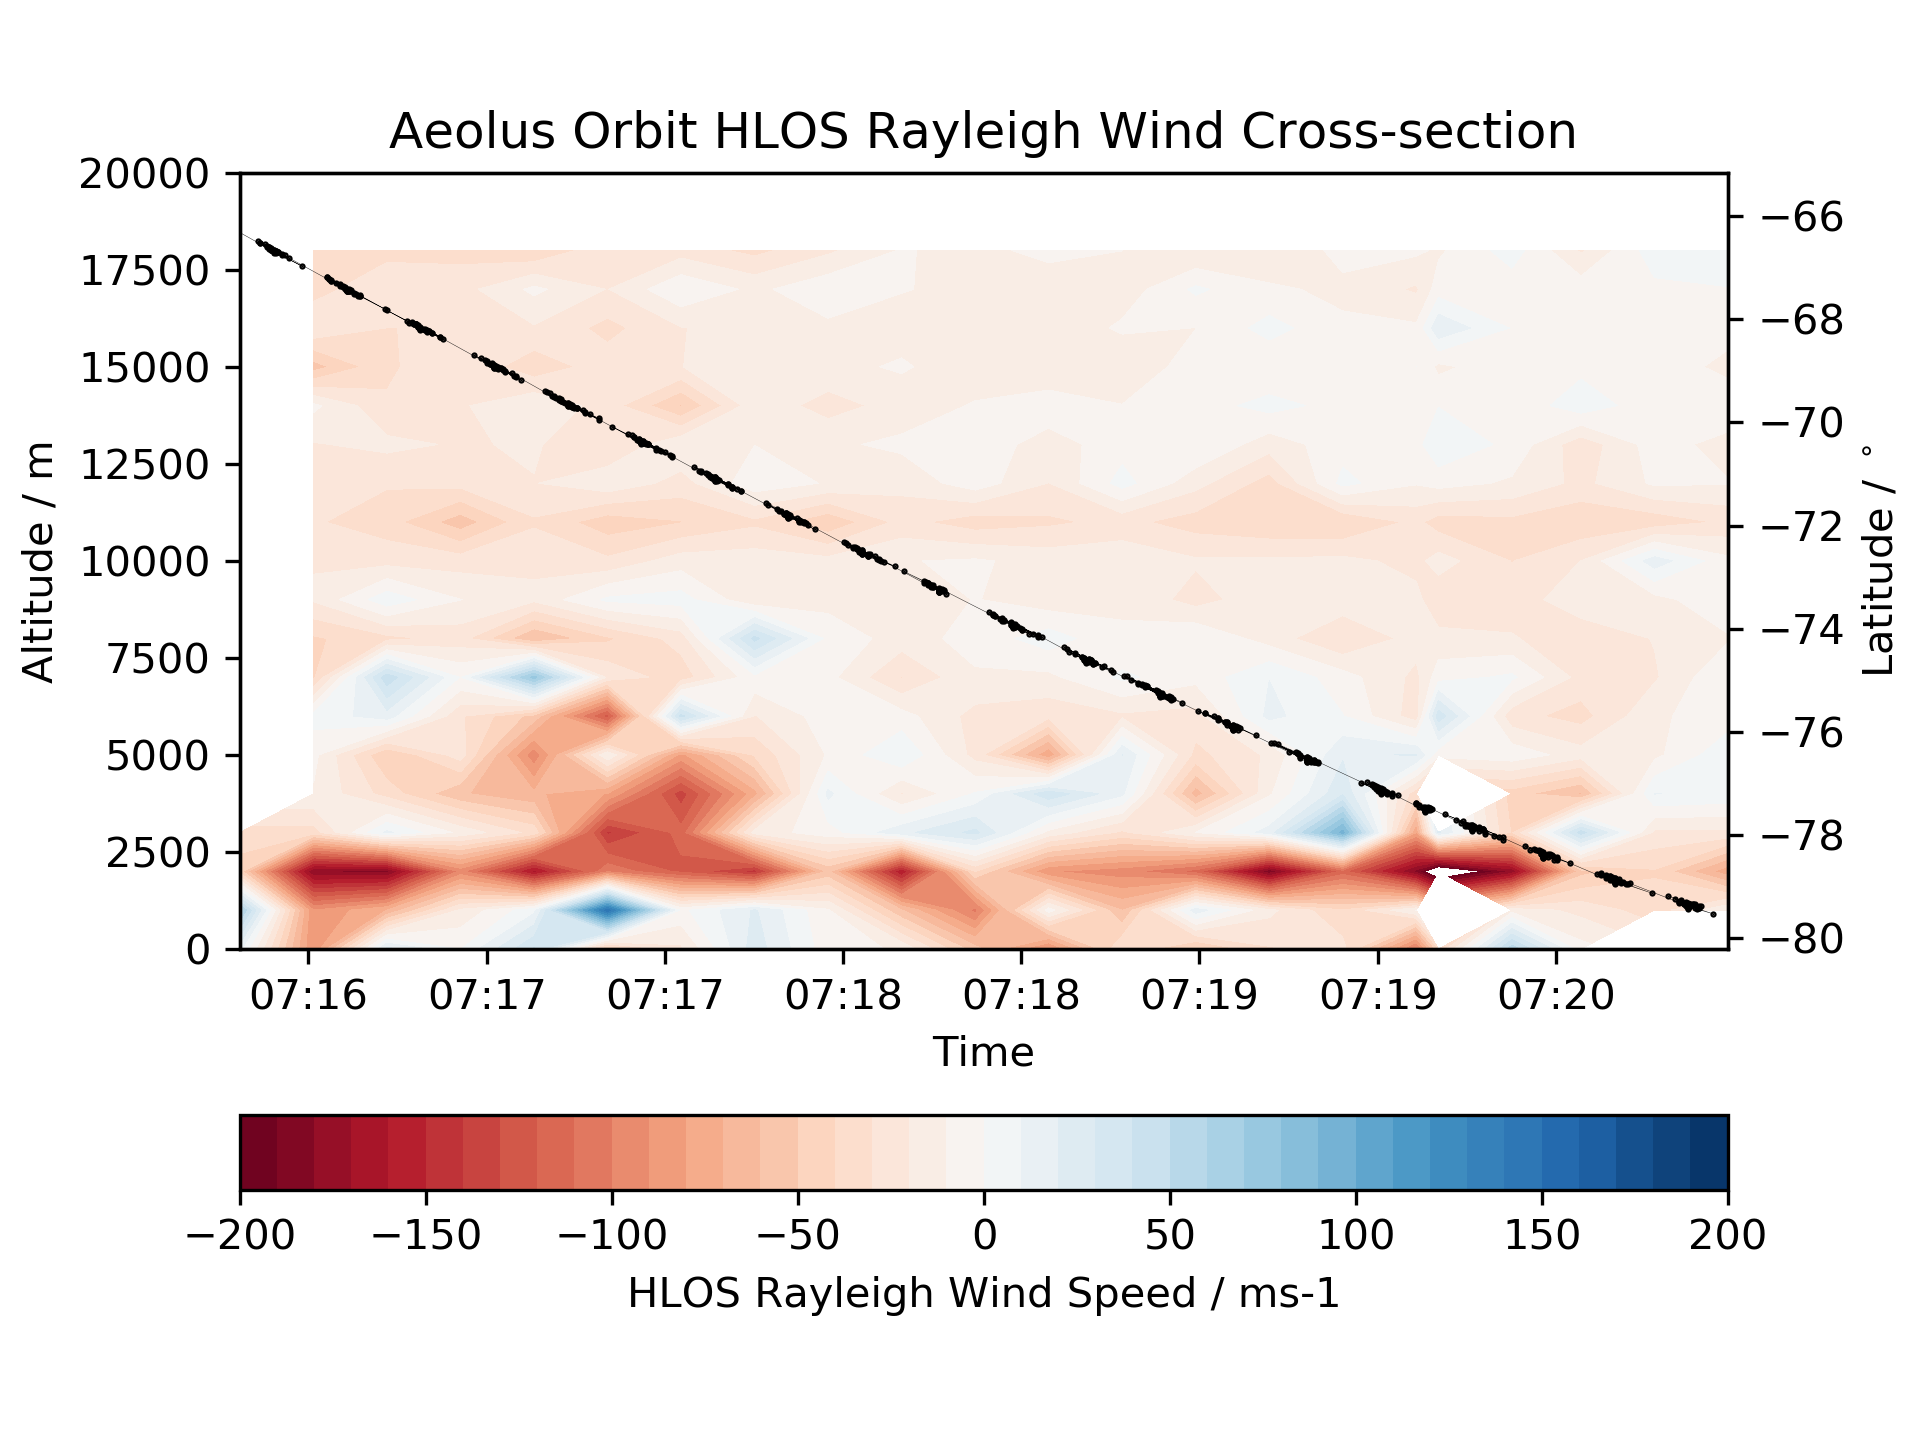 Aeolus Orbit HLOS Rayleigh Wind Cross-section
20000
17500
15000
12500
10000
7500
5000
2500
0
Altitude / m
−66
−68
−70
−72
−74
−76
−78
−80
Latitude / °
07:16 07:17 07:17 07:18 07:18 07:19 07:19 07:20
Time
−200 −150 −100 −50 0 50 100 150 200
HLOS Rayleigh Wind Speed / ms-1